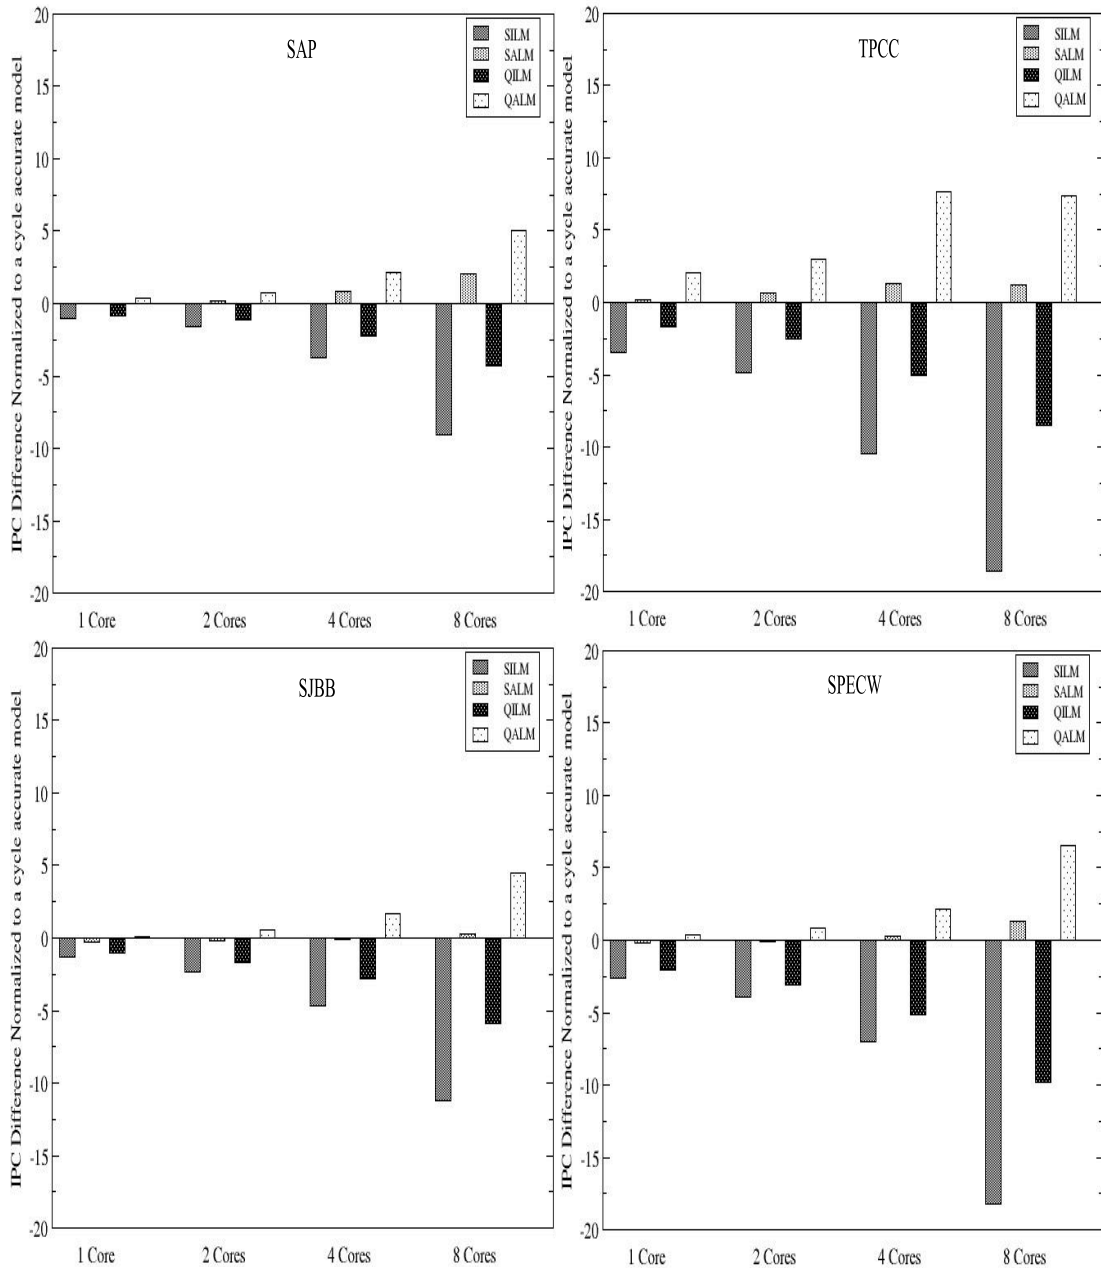 IPC Difference Normalized to a cycle accurate model
20
15
10
5
0
-5
-10
-15
-20
SAP
SILM
SALM
QILM
QALM
1 Core
2 Cores
4 Cores
8 Cores
IPC Difference Normalized to a cycle accurate model
20
15
10
5
0
-5
-10
-15
-20
TPCC
SILM
SALM
QILM
QALM
1 Core
2 Cores
4 Cores
8 Cores
IPC Difference Normalized to a cycle accurate model
20
15
10
5
0
-5
-10
-15
-20
SJBB
SILM
SALM
QILM
QALM
1 Core
2 Cores
4 Cores
8 Cores
IPC Difference Normalized to a cycle accurate model
20
15
10
5
0
-5
-10
-15
-20
SPECW
SILM
SALM
QILM
QALM
1 Core
2 Cores
4 Cores
8 Cores